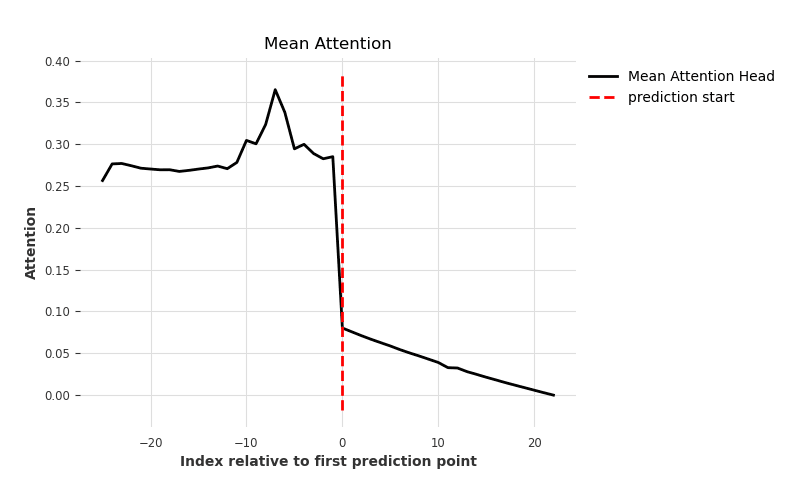 Mean Attention
0.40
0.35
0.30
0.25
0.20
0.15
0.10
0.05
0.00
Attention
−20
−10
0
10
20
Index relative to first prediction point
Mean Attention Head
prediction start